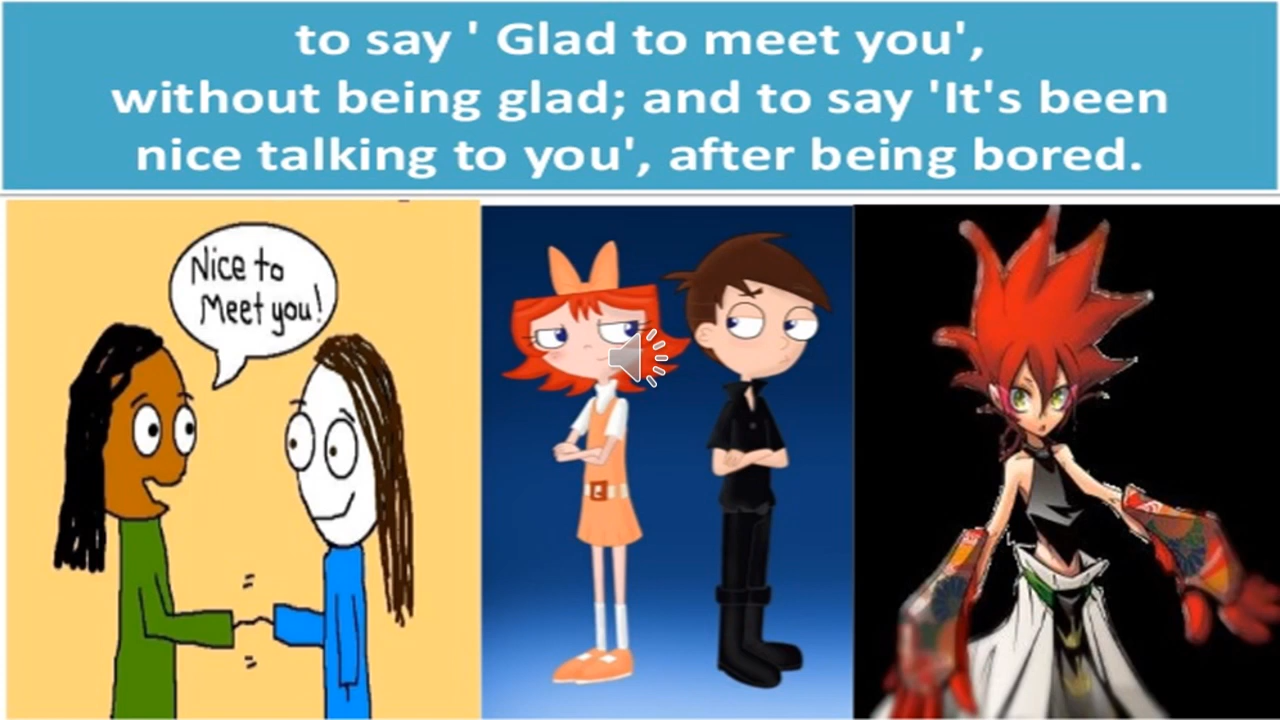 to say ' Glad to meet you',
without being glad; and to say 'It's been
nice talking to you', after being bored.
Nice to
Meet you!